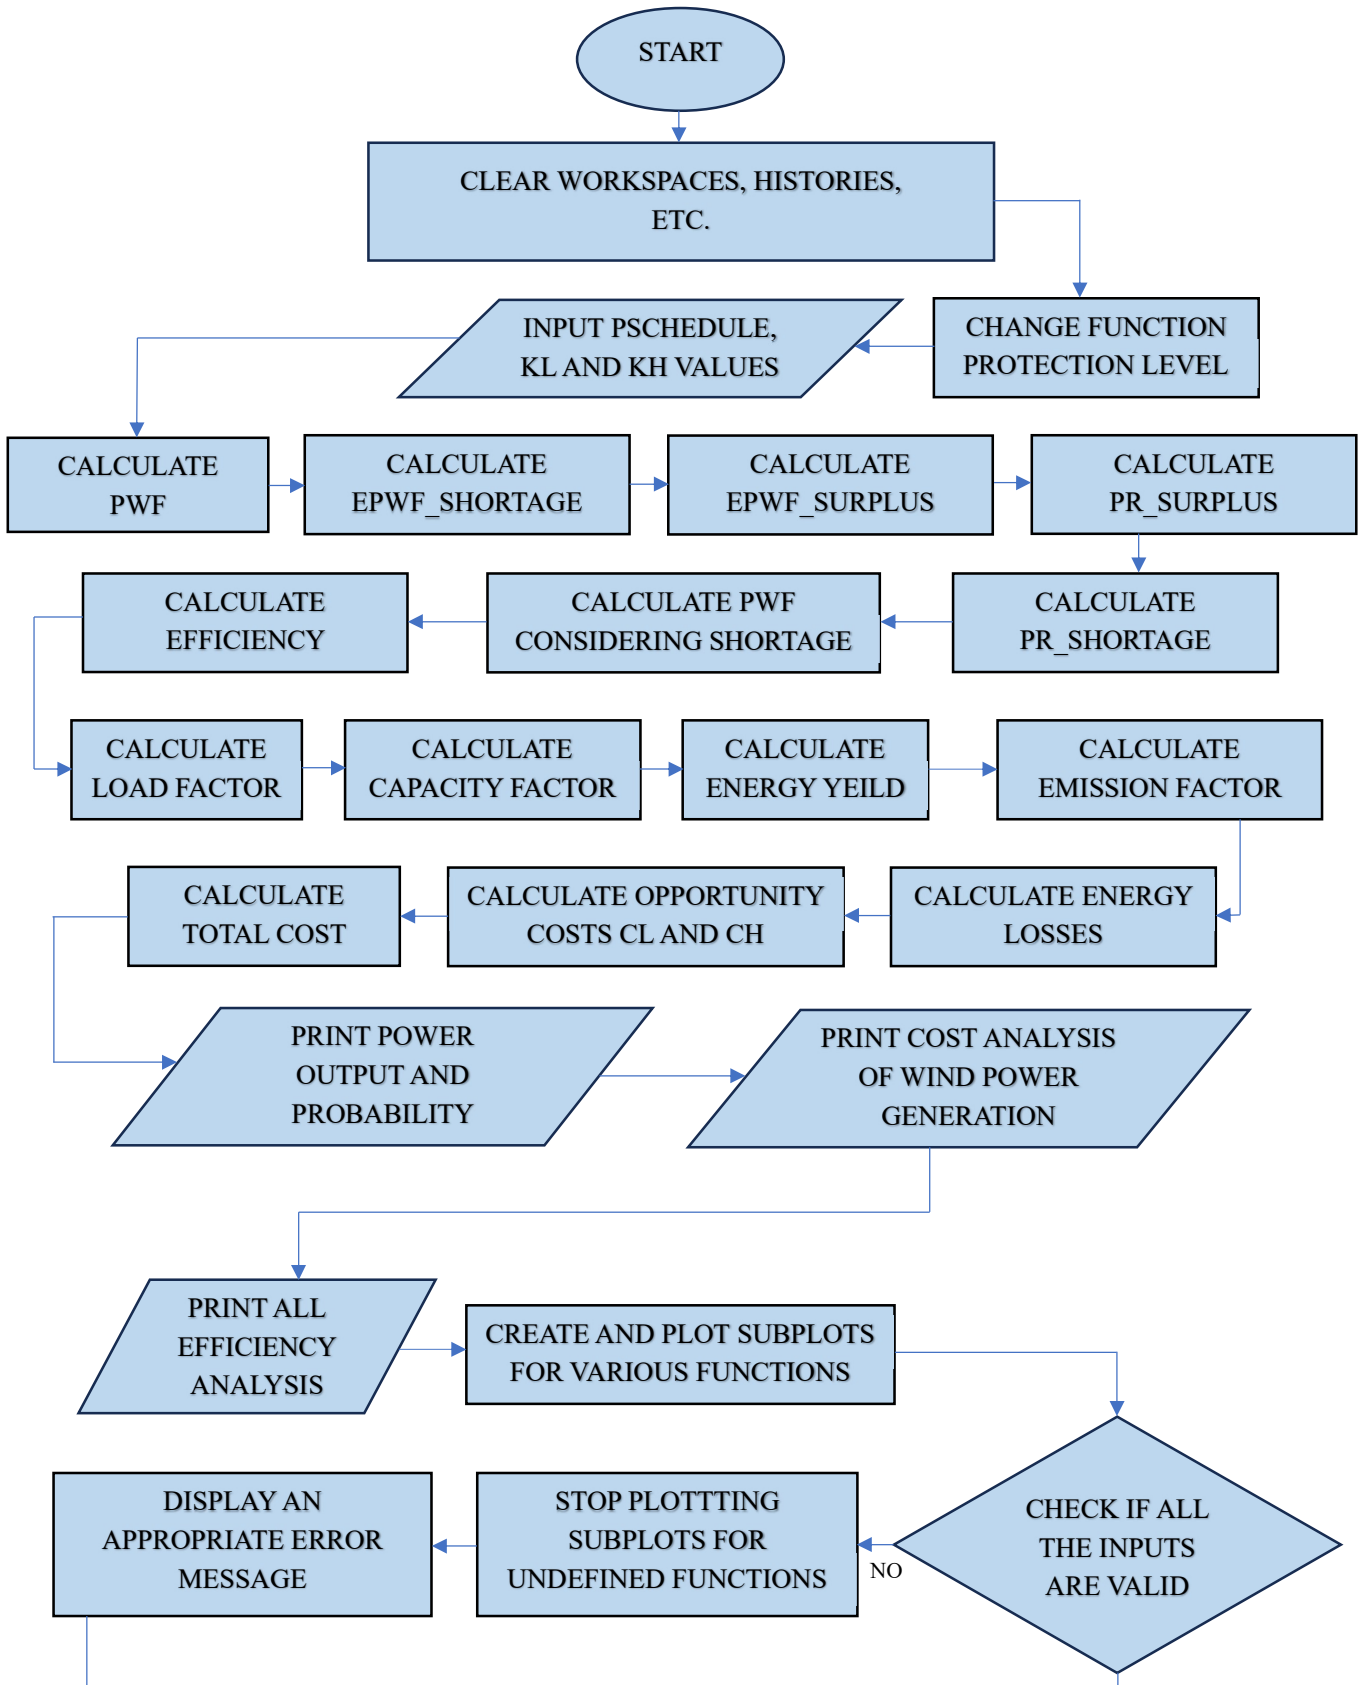 START
CLEAR WORKSPACES, HISTORIES,
ETC.
CHANGE FUNCTION
PROTECTION LEVEL
INPUT PSCHEDULE,
KL AND KH VALUES
CALCULATE
PWF
CALCULATE
EPWF_SHORTAGE
CALCULATE
EPWF_SURPLUS
CALCULATE
PR_SURPLUS
CALCULATE
PR_SHORTAGE
CALCULATE PWF
CONSIDERING SHORTAGE
CALCULATE
EFFICIENCY
CALCULATE
LOAD FACTOR
CALCULATE
CAPACITY FACTOR
CALCULATE
ENERGY YEILD
CALCULATE
EMISSION FACTOR
CALCULATE ENERGY
LOSSES
CALCULATE OPPORTUNITY
COSTS CL AND CH
CALCULATE
TOTAL COST
PRINT POWER
OUTPUT AND
PROBABILITY
PRINT COST ANALYSIS
OF WIND POWER
GENERATION
PRINT ALL
EFFICIENCY
ANALYSIS
CREATE AND PLOT SUBPLOTS
FOR VARIOUS FUNCTIONS
CHECK IF ALL
THE INPUTS
ARE VALID
NO
STOP PLOTTTING
SUBPLOTS FOR
UNDEFINED FUNCTIONS
DISPLAY AN
APPROPRIATE ERROR
MESSAGE